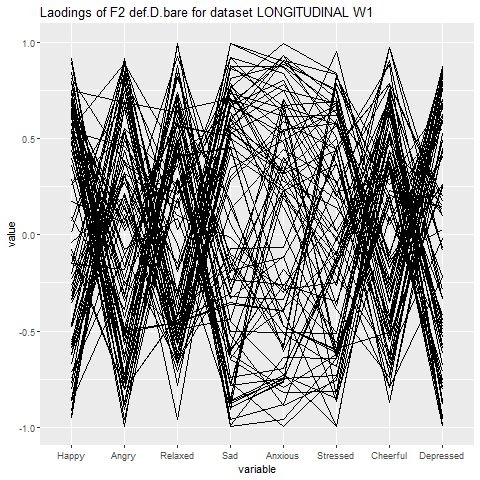 Laodings of F2 def.D.bare for dataset LONGITUDINAL W1
1.0
0.5
0.0
-0.5
-1.0
value
Happy Angry Relaxed Sad Anxious Stressed Cheerful Depressed
variable